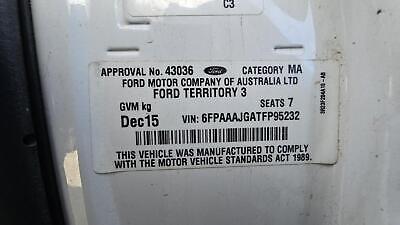 C3
APPROVAL No. 43036 Ford CATEGORY MA
FORD MOTOR COMPANY OF AUSTRALIA LTD
FORD TERRITORY 3
GVM kg SEATS 7
Dec15 VIN: 6FPAAAJGATFP95232
THIS VEHICLE WAS MANUFACTURED TO COMPLY
WITH THE MOTOR VEHICLE STANDARDS ACT 1989.